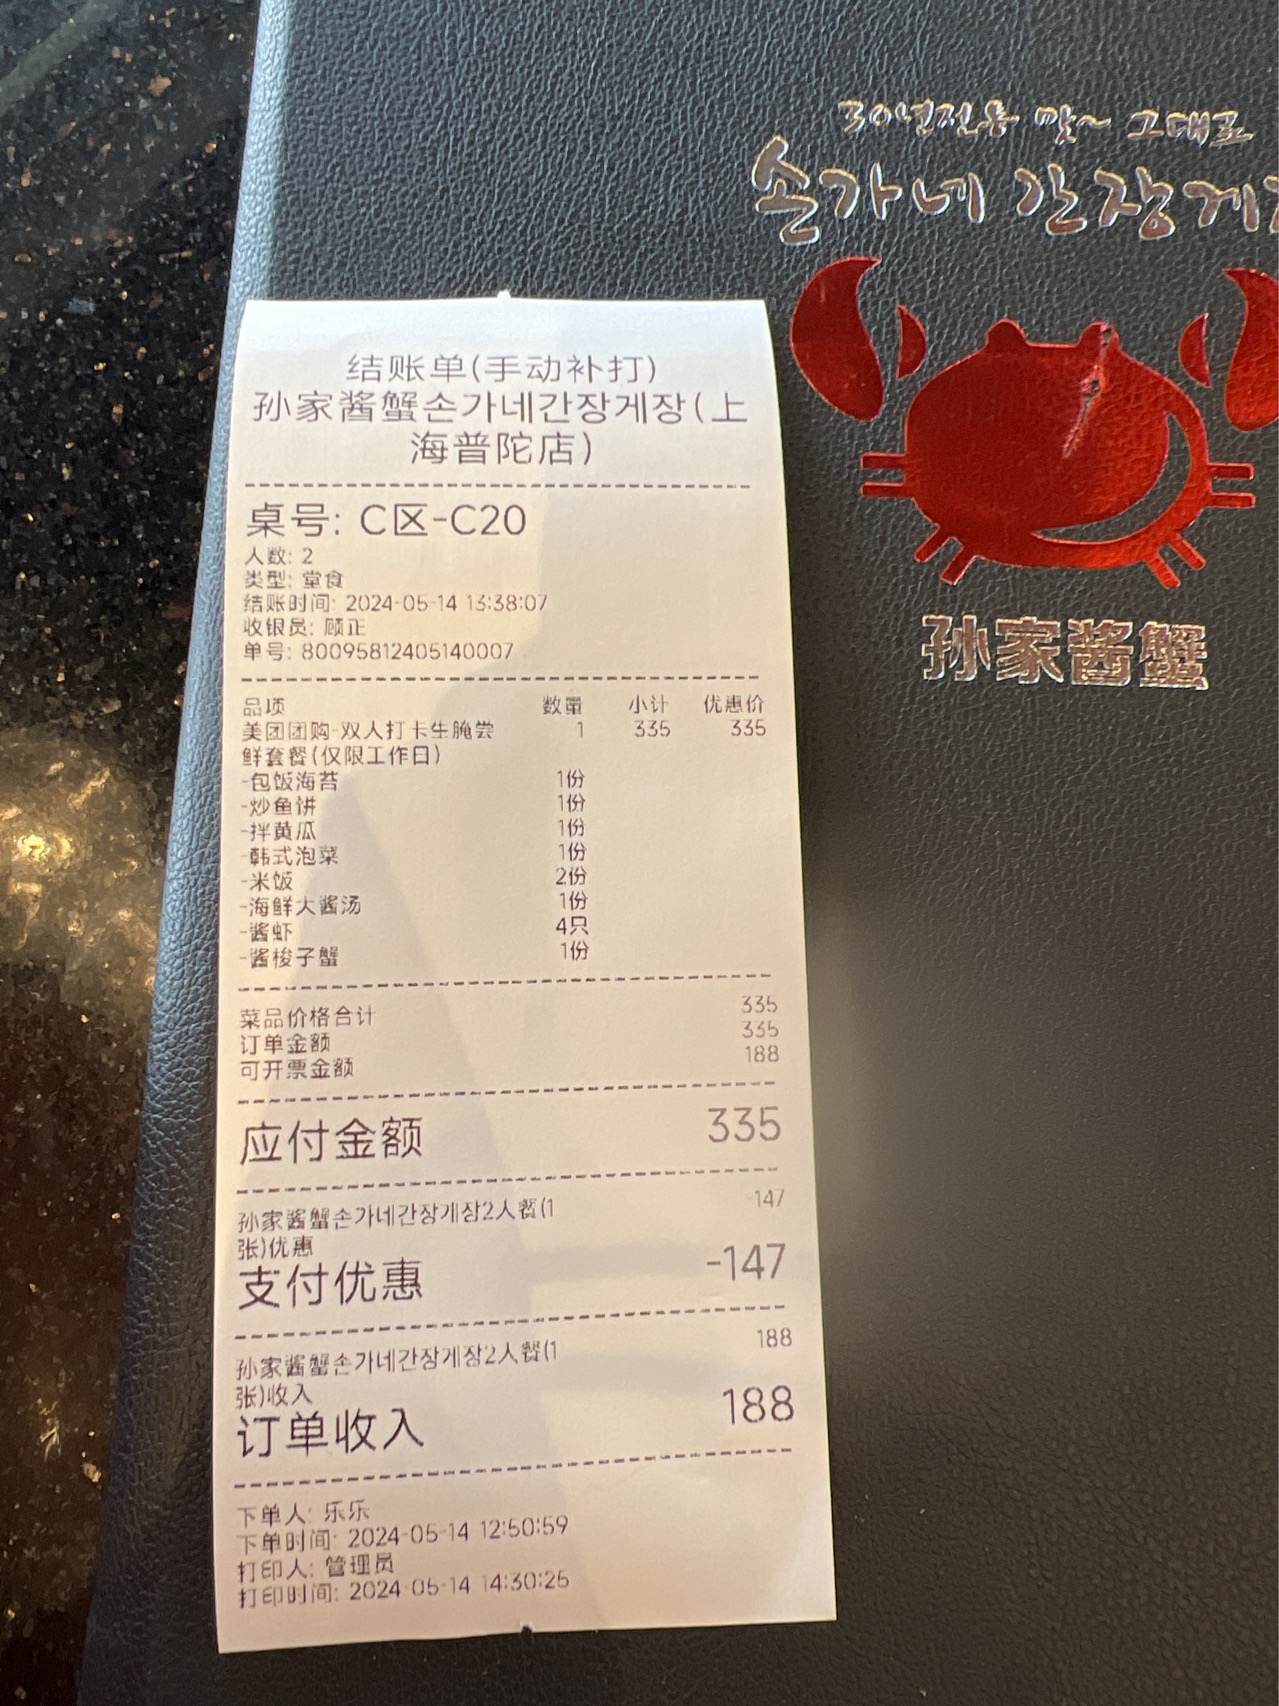 30년전통 맛~ 그대로
손가네 간장게
孙家酱蟹
结账单(手动补打)
孙家酱蟹손가네간장게장(上
海普陀店)
桌号: C区-C20
人数: 2
类型: 堂食
结账时间: 2024-05-14 13:38:07
收银员: 顾正
单号: 80095812405140007
品项 数量 小计 优惠价
美团团购-双人打卡生腌尝 1 335 335
鲜套餐(仅限工作日)
-包饭海苔 1份
-炒鱼饼 1份
-拌黄瓜 1份
-韩式泡菜 1份
-米饭 2份
-海鲜大酱汤 1份
-酱虾 4只
-酱梭子蟹 1份
菜品价格合计 335
订单金额 335
可开票金额 188
应付金额 335
孙家酱蟹손가네간장게장2人餐(1 -147
张)优惠
支付优惠 -147
孙家酱蟹손가네간장게장2人餐(1 188
张)收入
订单收入 188
下单人: 乐乐
下单时间: 2024-05-14 12:50:59
打印人: 管理员
打印时间: 2024-05-14 14:30:25